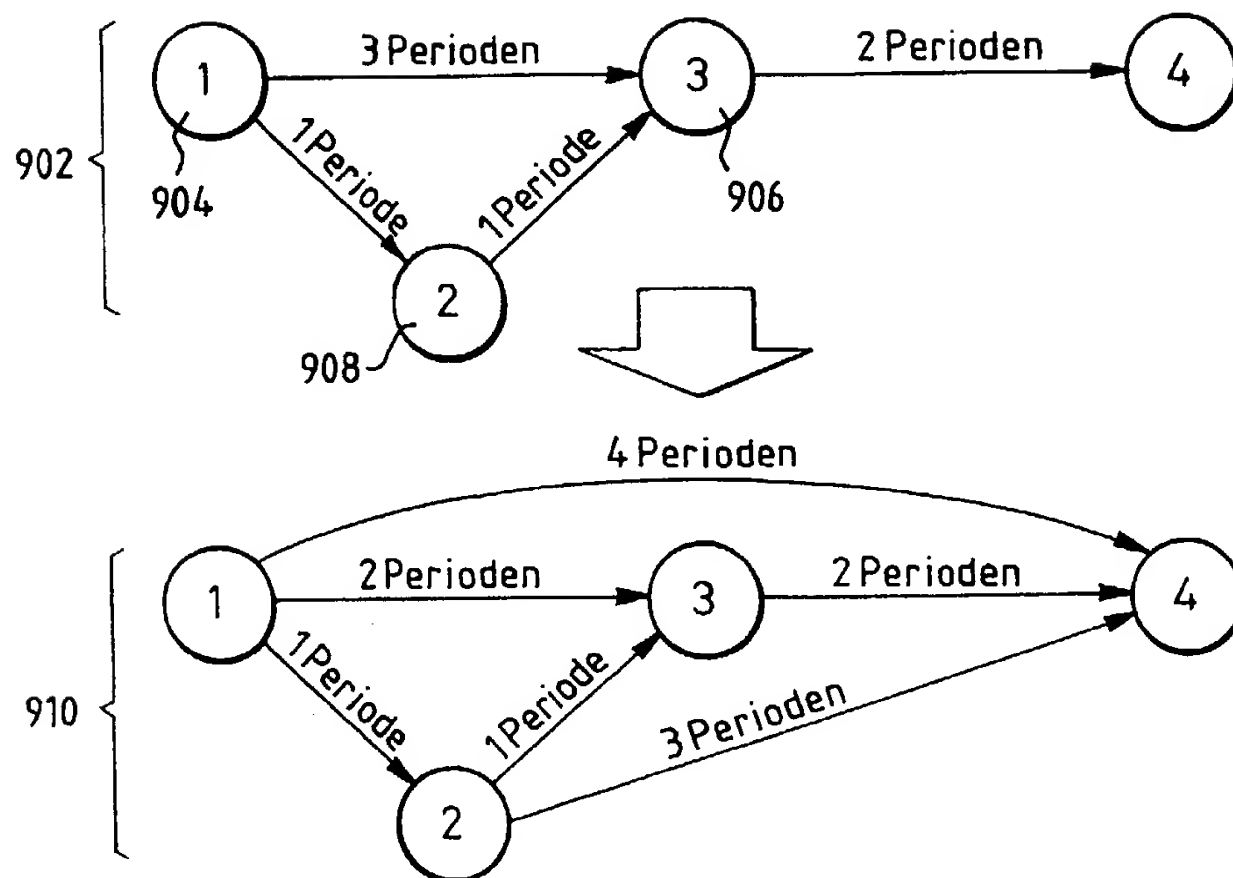 3 Perioden
2 Perioden
1
3
4
1 Periode
1 Periode
902
904
906
2
908
4 Perioden
2 Perioden
2 Perioden
1
3
4
1 Periode
1 Periode
3 Perioden
910
2